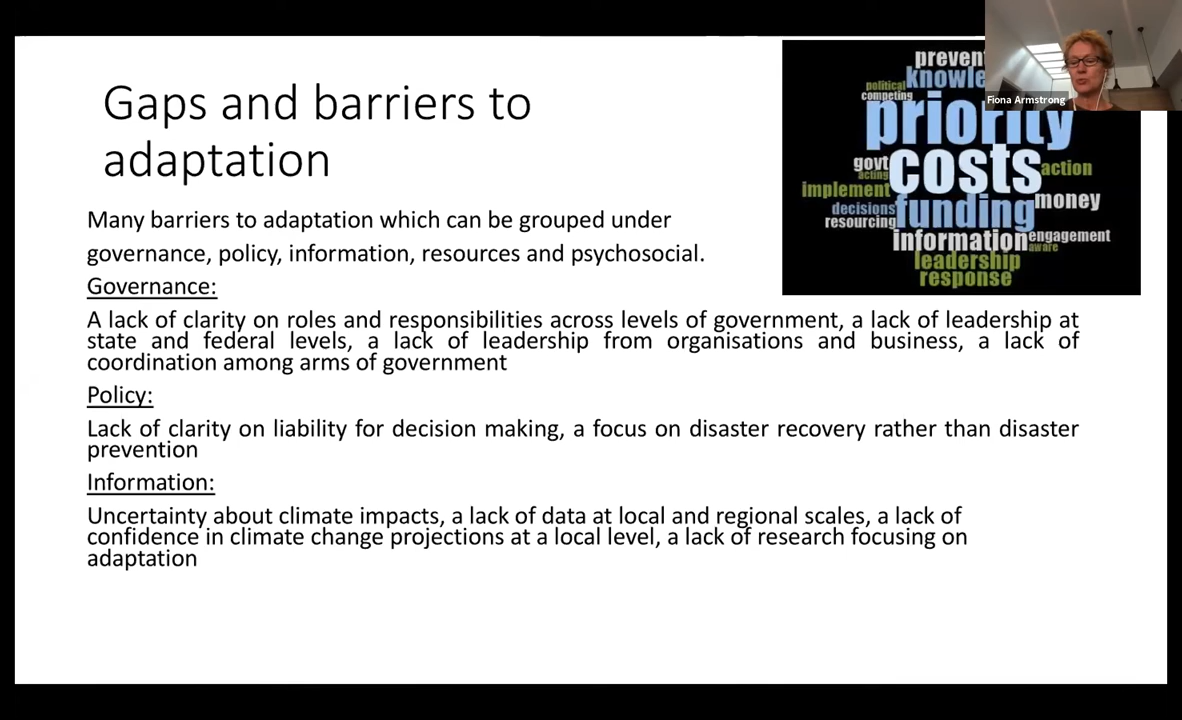 Gaps and barriers to
adaptation
Many barriers to adaptation which can be grouped under
governance, policy, information, resources and psychosocial.
Governance:
A lack of clarity on roles and responsibilities across levels of government, a lack of leadership at
state and federal levels, a lack of leadership from organisations and business, a lack of
coordination among arms of government
Policy:
Lack of clarity on liability for decision making, a focus on disaster recovery rather than disaster
prevention
Information:
Uncertainty about climate impacts, a lack of data at local and regional scales, a lack of
confidence in climate change projections at a local level, a lack of research focusing on
adaptation
prevent
political
knowle
competing
priority
govt
acting
costs
action
implement
decisions
funding
money
resourcing
information
engagement
aware
leadership
response
Fiona Armstrong